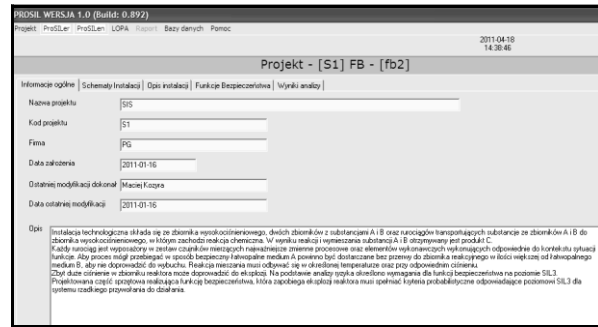 PROSIL WERSJA 1.0 (Build: 0.892)
Projekt ProSILer ProSILen LOPA Raport Bazy danych Pomoc
2011-04-18
14:38:46
Projekt - [S1] FB - [fb2]
Informacje ogólne Schematy Instalacji Opis instalacji Funkcje Bezpieczeństwa Wyniki analizy
Nazwa projektu SIS
Kod projektu S1
Firma PG
Data założenia 2011-01-16
Ostatniej modyfikacji dokonał Maciej Kozyra
Data ostatniej modyfikacji 2011-01-16
Opis Instalacja technologiczna składa się ze zbiornika wysokociśnieniowego, dwóch zbiorników z substancjami A i B oraz rurociągów transportujących substancje ze zbiorników A i B do
zbiornika wysokociśnieniowego, w którym zachodzi reakcja chemiczna. W wyniku reakcji i wymieszania substancji A i B otrzymywany jest produkt C.
Każdy rurociąg jest wyposażony w zestaw czujników mierzących najważniejsze zmienne procesowe oraz elementów wykonawczych wykonujących odpowiednie do kontekstu sytuacji
funkcje. Aby proces mógł przebiegać w sposób bezpieczny łatwopalne medium A powinno być dostarczane bez przerwy do zbiornika reakcyjnego w ilości większej od łatwopalnego
medium B, aby nie doprowadzić do wybuchu. Reakcja mieszania musi odbywać się w określonej temperaturze oraz przy odpowiednim ciśnieniu.
Zbyt duże ciśnienie w zbiorniku reaktora może doprowadzić do eksplozji. Na podstawie analizy ryzyka określono wymagania dla funkcji bezpieczeństwa na poziomie SIL3.
Projektowana część sprzętowa realizująca funkcję bezpieczeństwa, która zapobiega eksplozji reaktora musi spełniać kryteria probabilistyczne odpowiadające poziomowi SIL3 dla
systemu rzadkiego przywołania do działania.